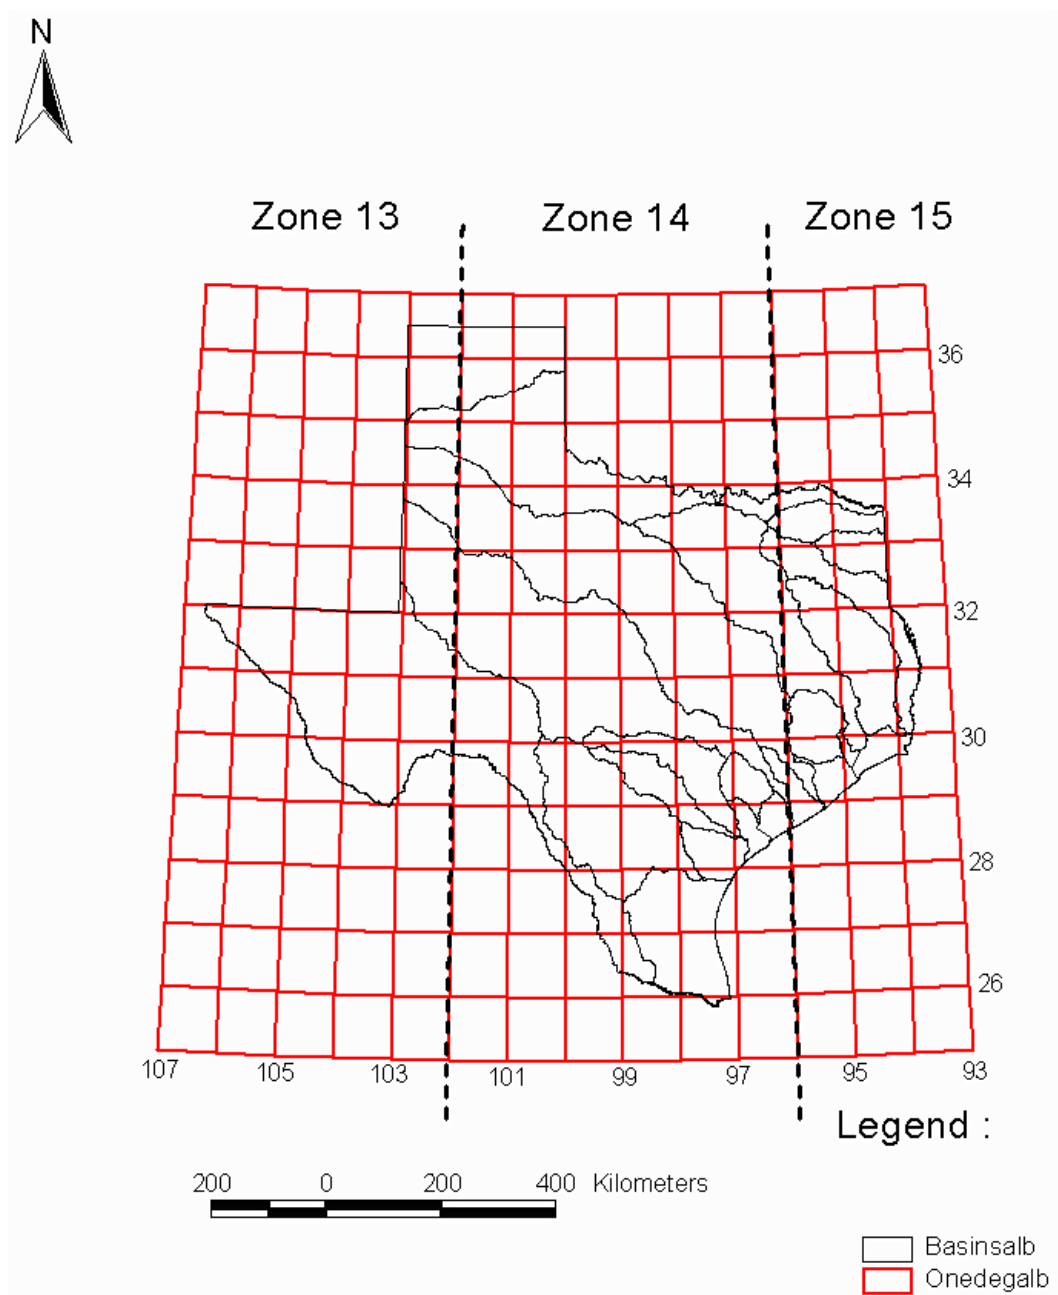 N
Zone 13 Zone 14 Zone 15
36
34
32
30
28
26
107 105 103 101 99 97 95 93
Legend :
200 0 200 400 Kilometers
Basinsalb
Onedegalb